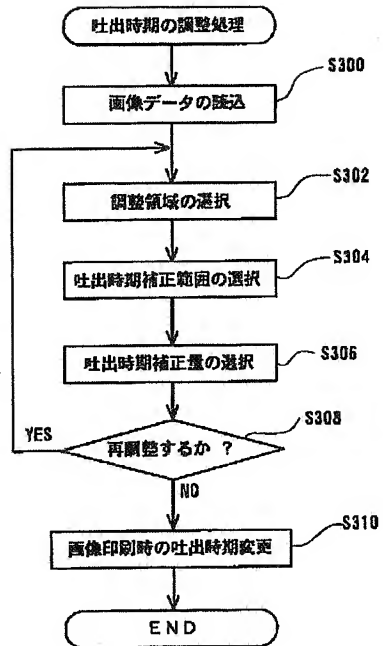 吐出時期の調整処理
S300
画像データの読込
S302
調整領域の選択
S304
吐出時期補正範囲の選択
S306
吐出時期補正量の選択
S308
YES
再調整するか ?
NO
S310
画像印刷時の吐出時期変更
END